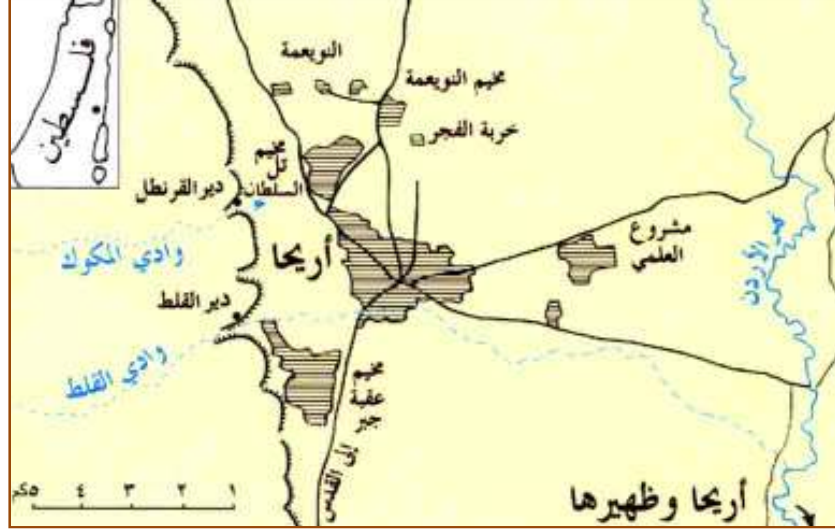 فلسطين
النويعمة
مخيم النويعمة
خربة الفجر
مخيم
تل
السلطان
دير القرنطل
وادي المكوك
أريحا
مشروع
العلمي
نهر الأردن
دير القلط
وادي القلط
مخيم
عقبة
جبر
إلى القدس
١ ٢ ٣ ٤ ٥كم
أريحا وظهيرها